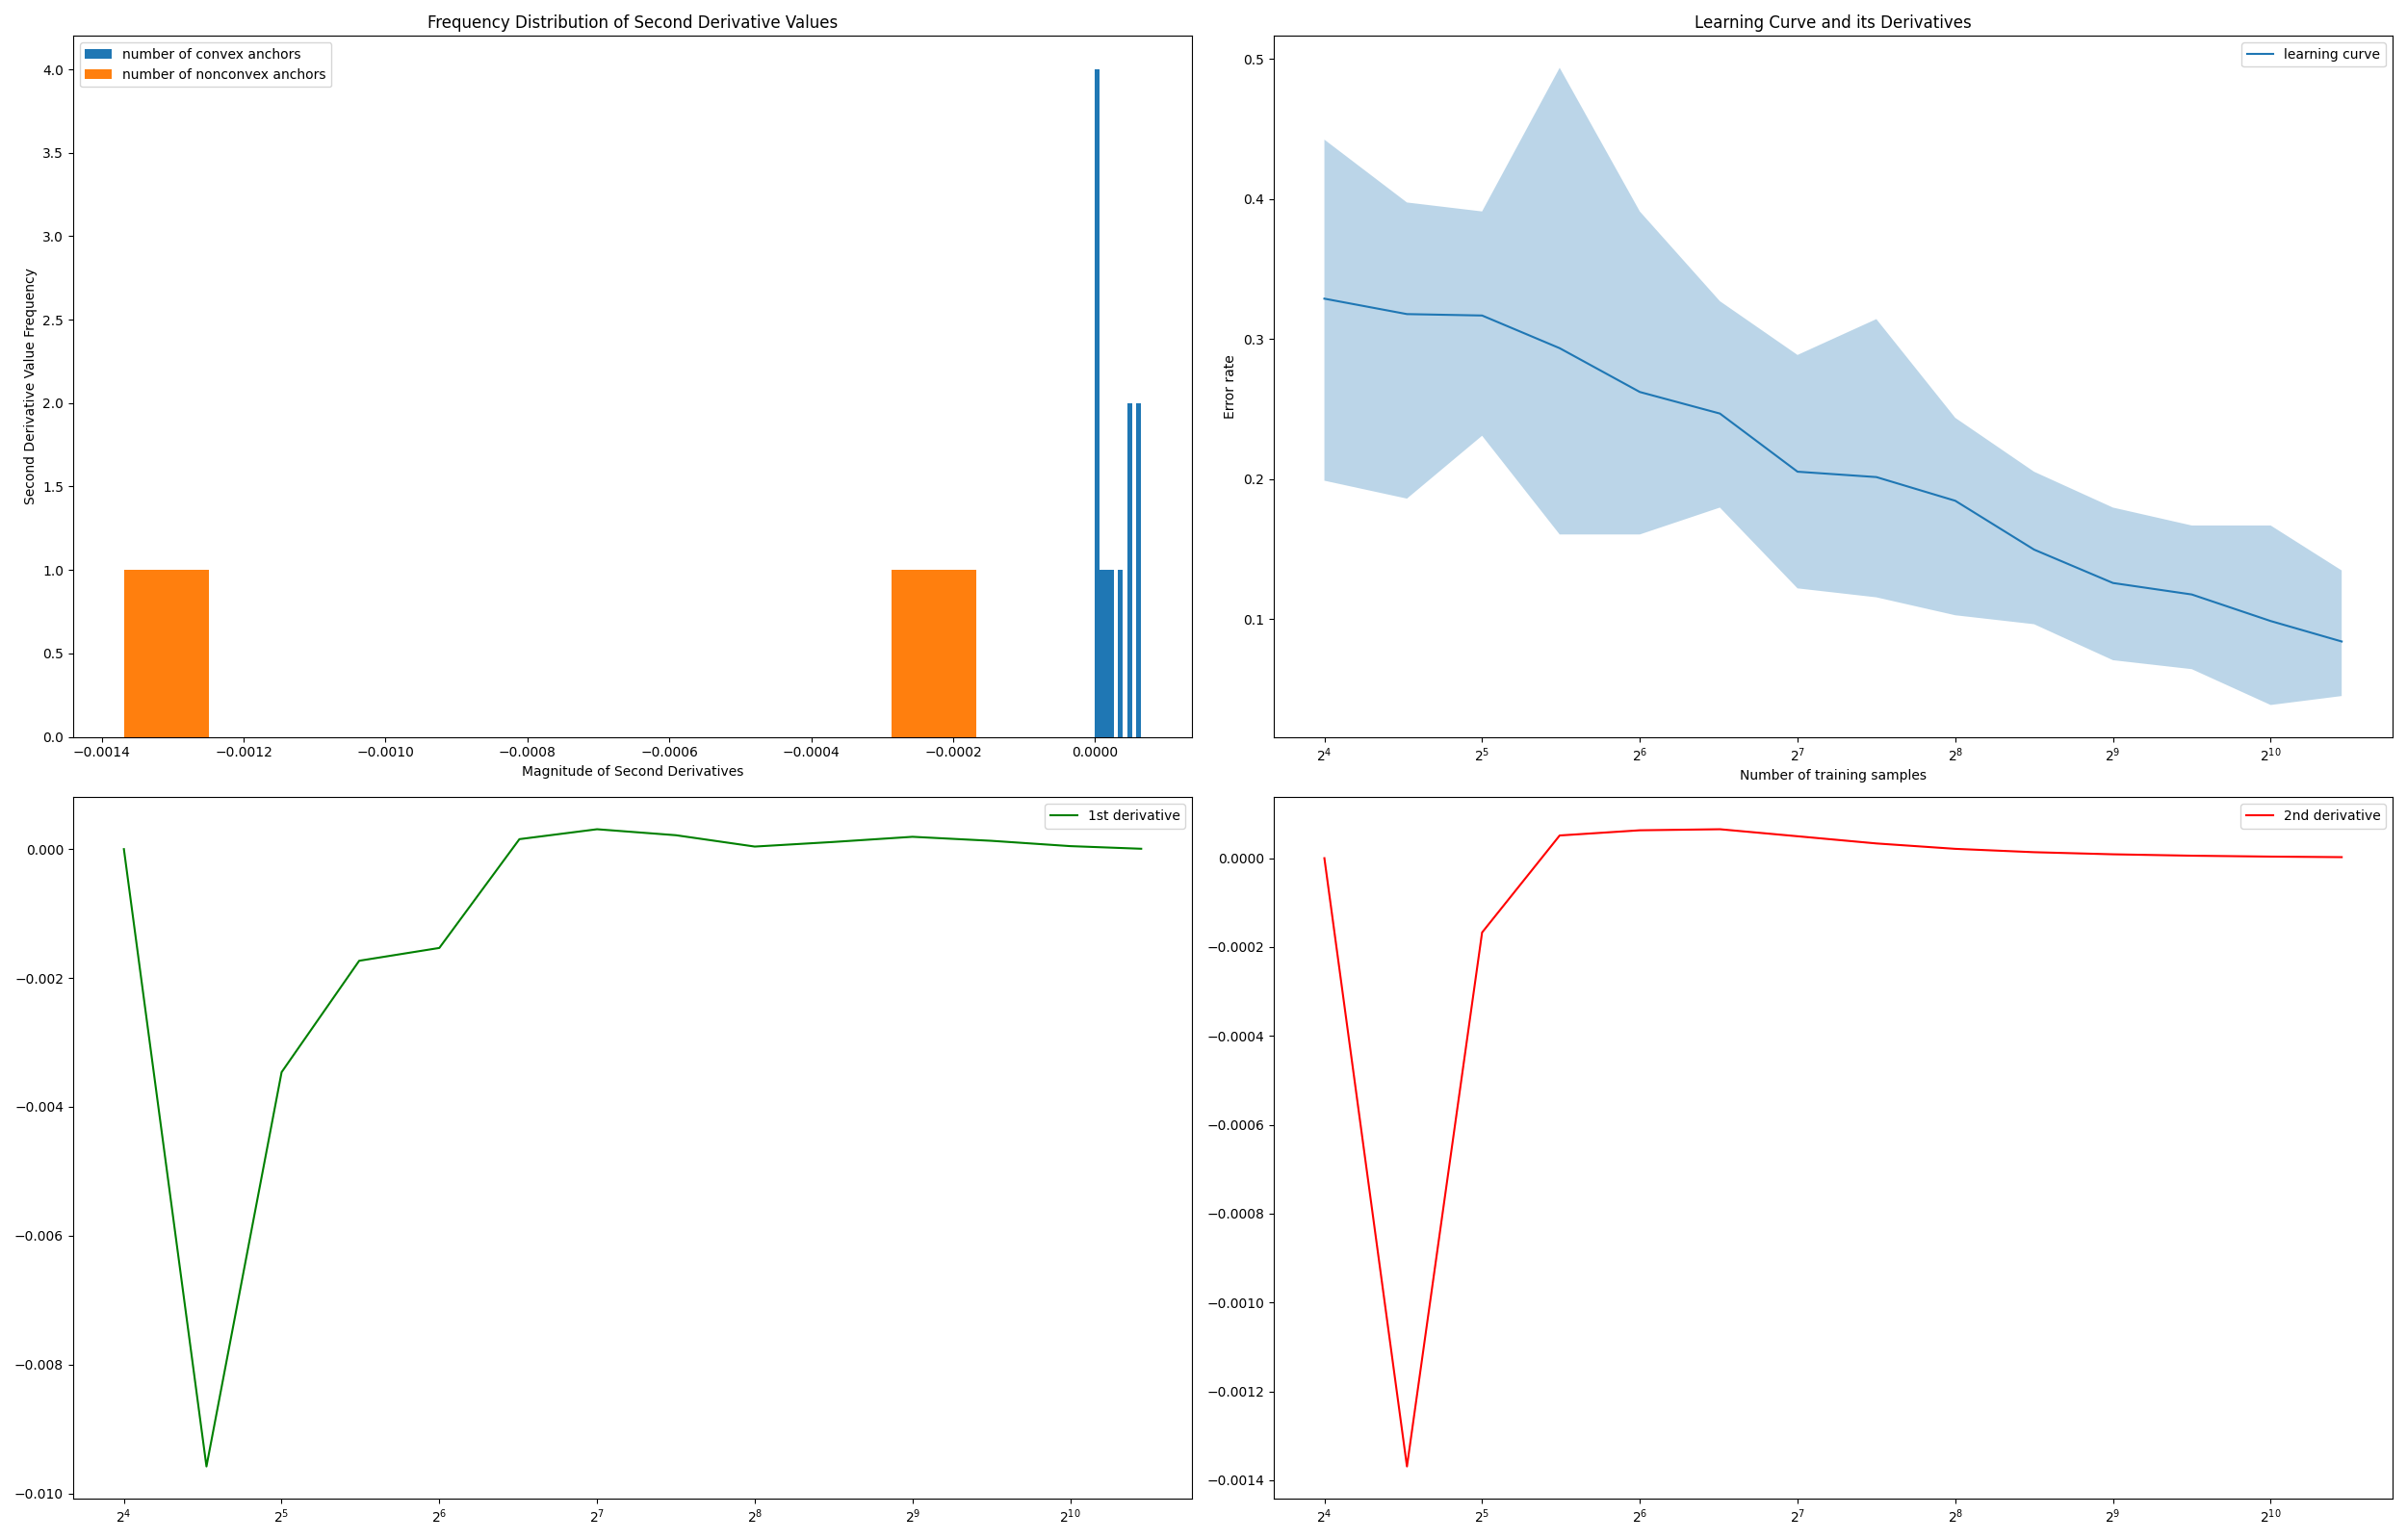 Frequency Distribution of Second Derivative Values
number of convex anchors
number of nonconvex anchors
4.0
3.5
3.0
2.5
2.0
1.5
1.0
0.5
0.0
Second Derivative Value Frequency
−0.0014 −0.0012 −0.0010 −0.0008 −0.0006 −0.0004 −0.0002 0.0000
Magnitude of Second Derivatives
Learning Curve and its Derivatives
learning curve
0.5
0.4
0.3
0.2
0.1
Error rate
2⁴ 2⁵ 2⁶ 2⁷ 2⁸ 2⁹ 2¹⁰
Number of training samples
1st derivative
0.000
−0.002
−0.004
−0.006
−0.008
−0.010
2⁴ 2⁵ 2⁶ 2⁷ 2⁸ 2⁹ 2¹⁰
2nd derivative
0.0000
−0.0002
−0.0004
−0.0006
−0.0008
−0.0010
−0.0012
−0.0014
2⁴ 2⁵ 2⁶ 2⁷ 2⁸ 2⁹ 2¹⁰